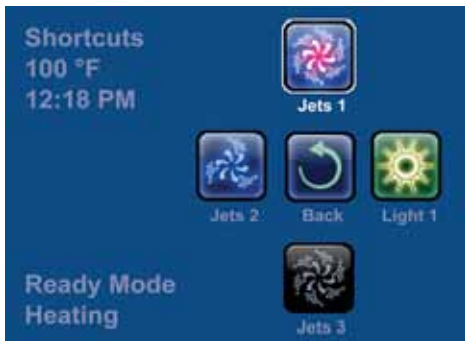 Shortcuts
100 °F
12:18 PM
Jets 1
Jets 2
Back
Light 1
Jets 3
Ready Mode
Heating